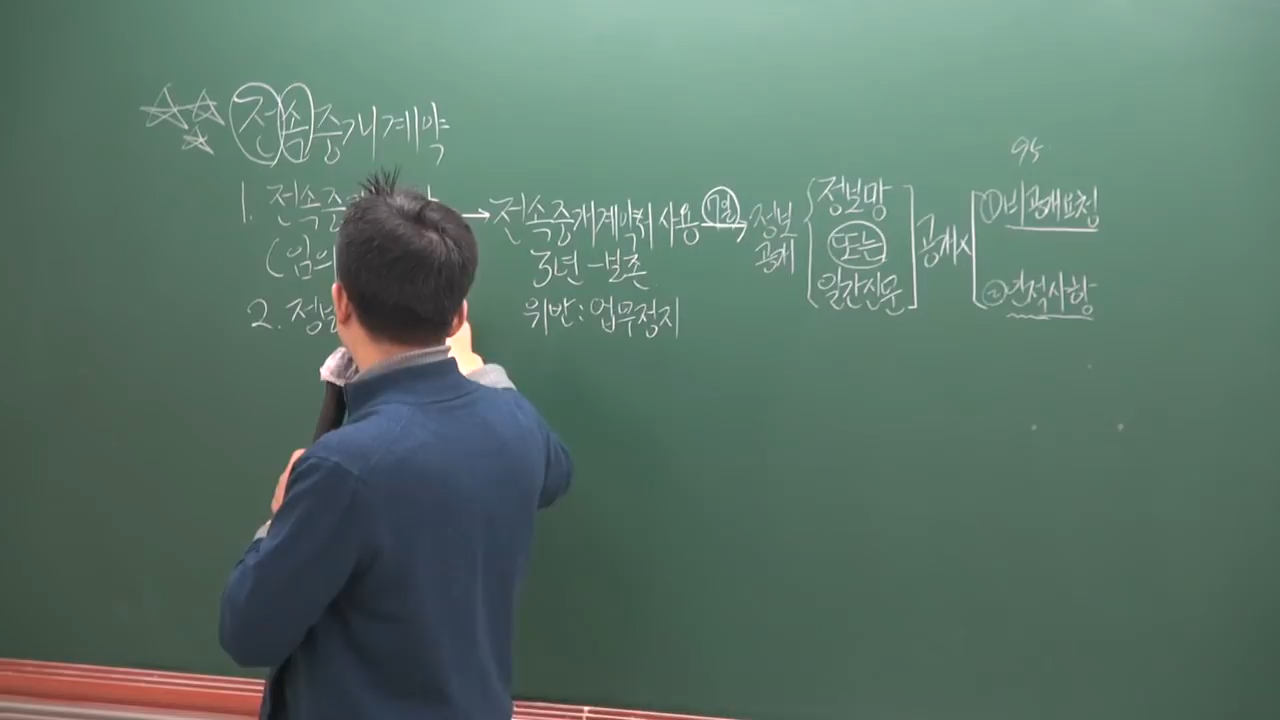 전속중개계약
95
1. 전속중 → 전속중개계약서 사용 7일 → 정보공개 { 정보망 또는 일간신문 } 공개 x [ ① 비공개요청
(임의 3년-보존 ② 인적사항
2. 정보 위반: 업무정지